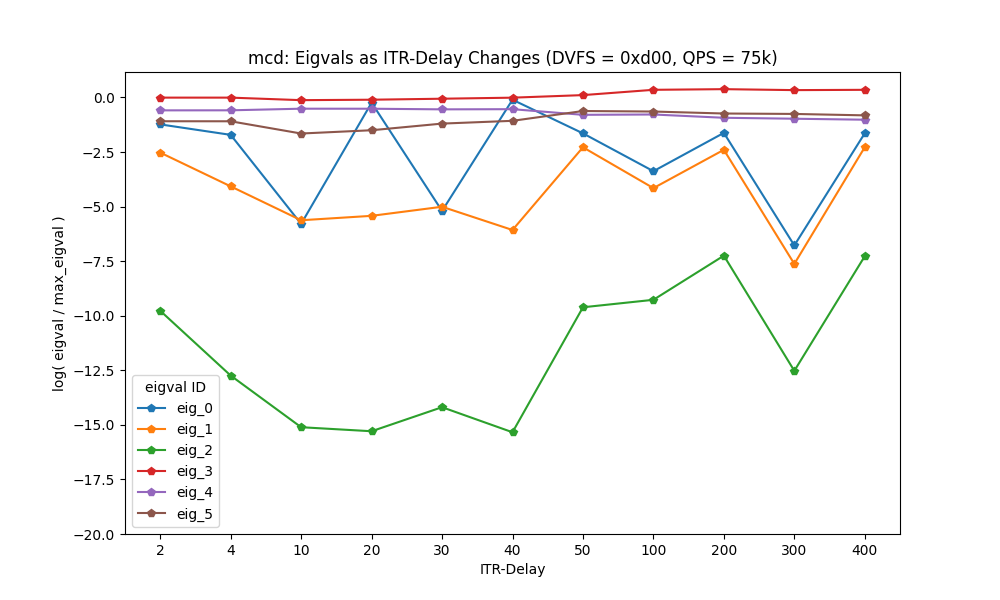 mcd: Eigvals as ITR-Delay Changes (DVFS = 0xd00, QPS = 75k)
log( eigval / max_eigval )
0.0
−2.5
−5.0
−7.5
−10.0
−12.5
−15.0
−17.5
−20.0
eigval ID
eig_0
eig_1
eig_2
eig_3
eig_4
eig_5
2 4 10 20 30 40 50 100 200 300 400
ITR-Delay